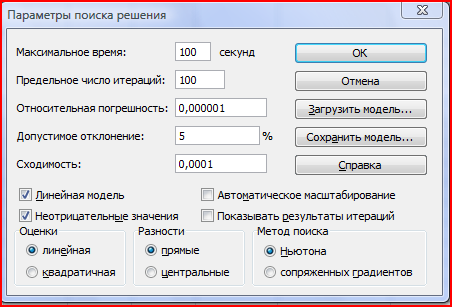 Параметры поиска решения
Максимальное время: 100 секунд ОК
Предельное число итераций: 100 Отмена
Относительная погрешность: 0,000001 Загрузить модель...
Допустимое отклонение: 5 % Сохранить модель...
Сходимость: 0,0001 Справка
Линейная модель Автоматическое масштабирование
Неотрицательные значения Показывать результаты итераций
Оценки Разности Метод поиска
линейная прямые Ньютона
квадратичная центральные сопряженных градиентов